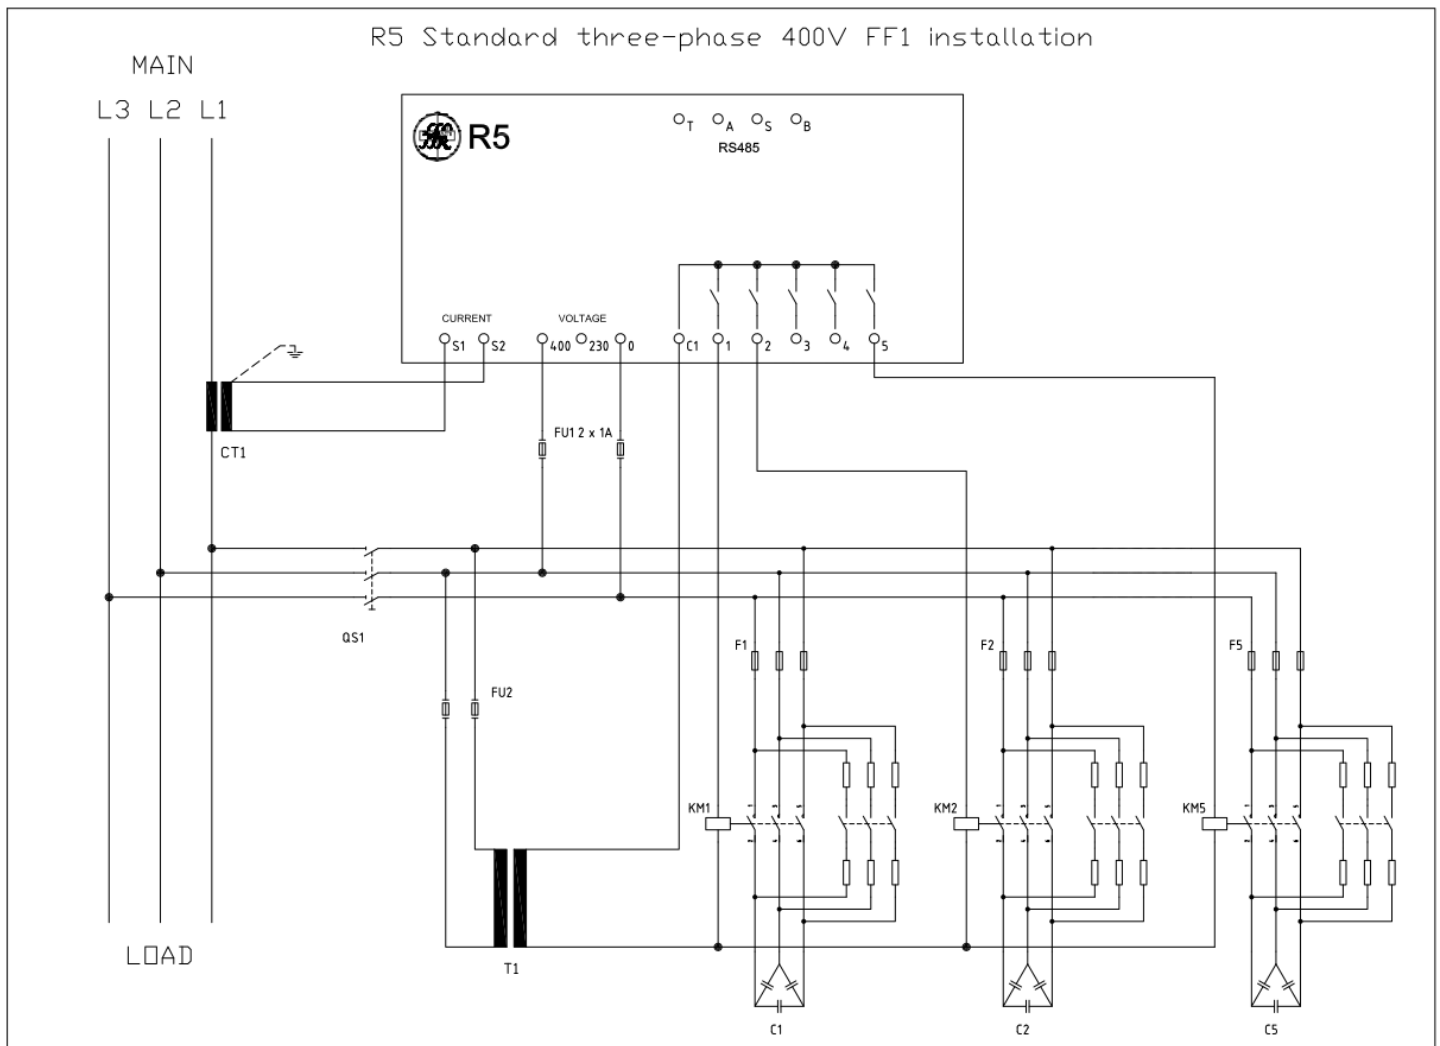 R5 Standard three-phase 400V FF1 installation
MAIN
L3 L2 L1
R5
T A S B
RS485
CURRENT VOLTAGE
S1 S2 400 230 0 C1 1 2 3 4 5
FU1 2 x 1A
CT1
QS1
F1 F2 F5
FU2
KM1 KM2 KM5
LOAD
T1
C1 C2 C5